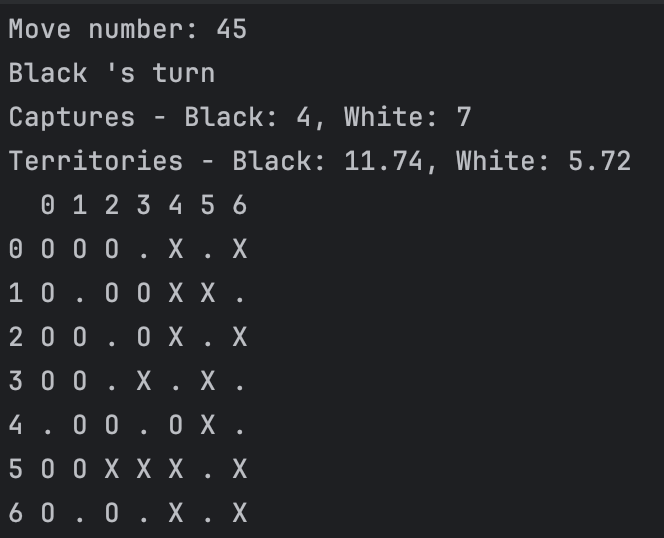 Move number: 45
Black 's turn
Captures - Black: 4, White: 7
Territories - Black: 11.74, White: 5.72
  0 1 2 3 4 5 6
0 O O O . X . X
1 O . O O X X .
2 O O . O X . X
3 O O . X . X .
4 . O O . O X .
5 O O X X X . X
6 O . O . X . X